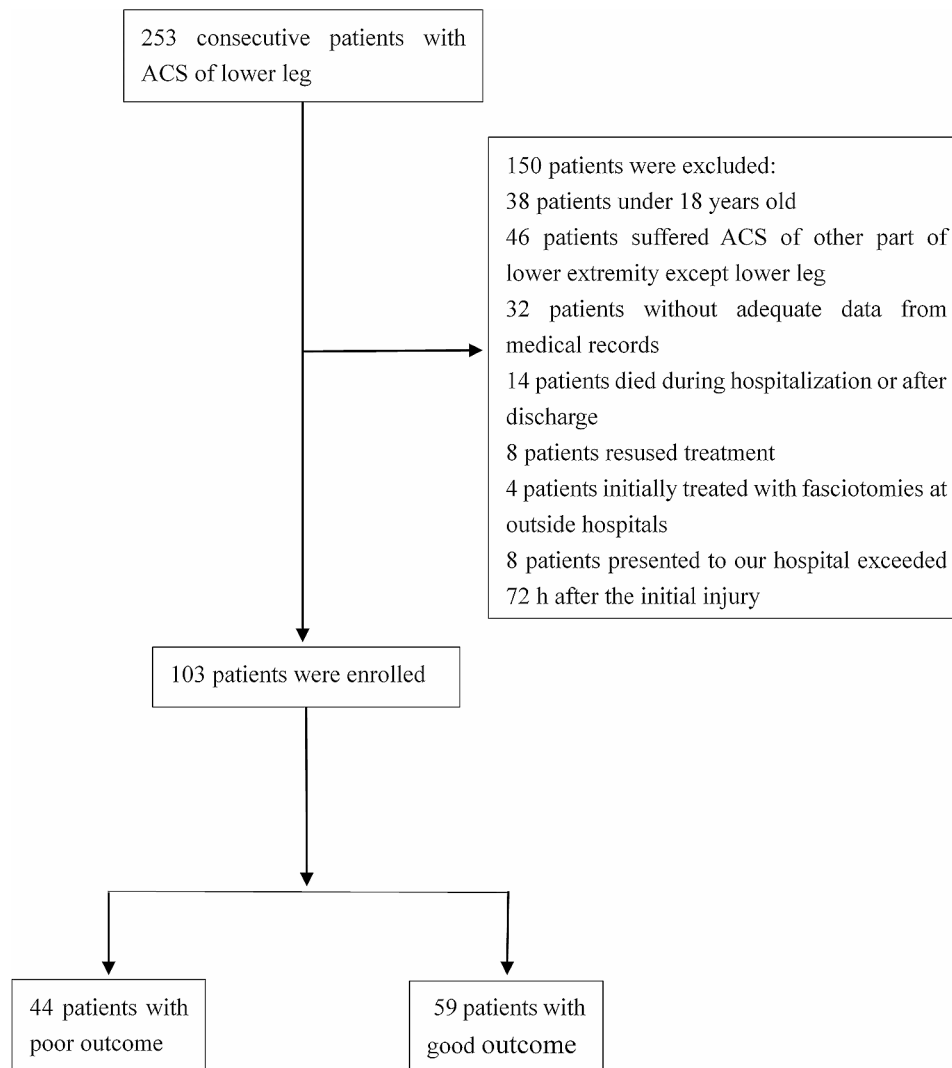 253 consecutive patients with
ACS of lower leg
150 patients were excluded:
38 patients under 18 years old
46 patients suffered ACS of other part of
lower extremity except lower leg
32 patients without adequate data from
medical records
14 patients died during hospitalization or after
discharge
8 patients resused treatment
4 patients initially treated with fasciotomies at
outside hospitals
8 patients presented to our hospital exceeded
72 h after the initial injury
103 patients were enrolled
44 patients with
poor outcome
59 patients with
good outcome